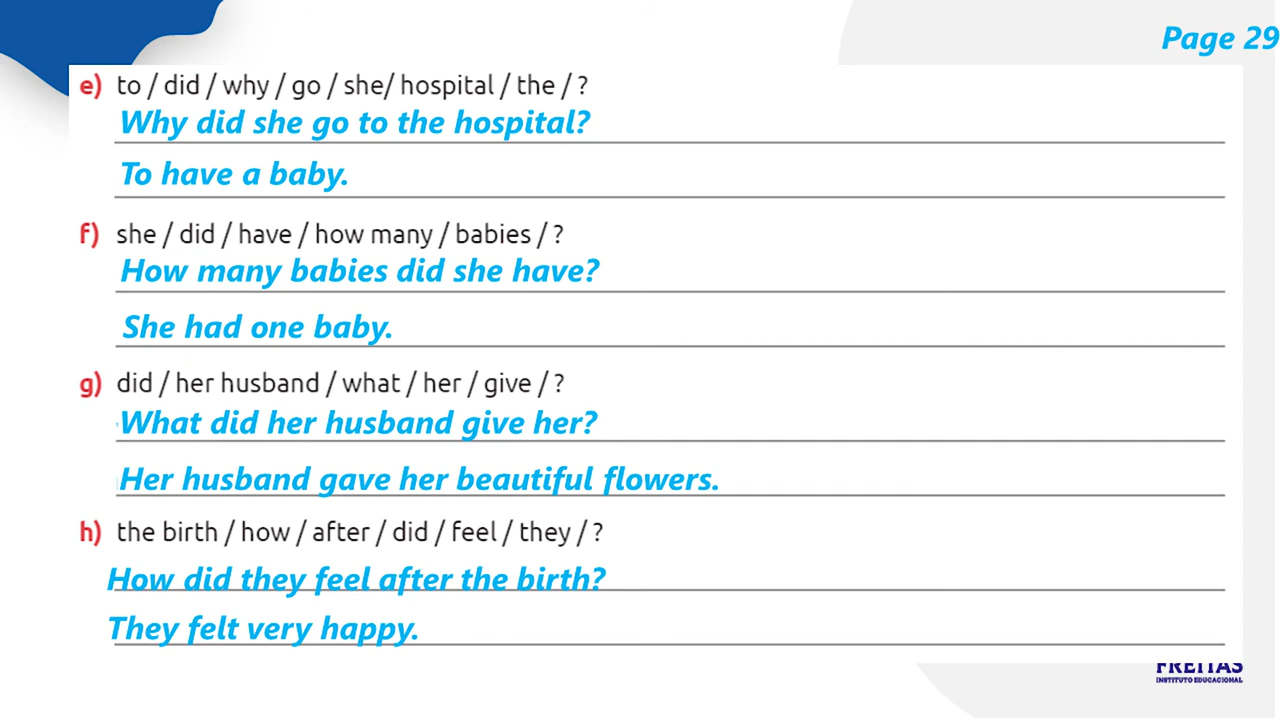 Page 29
e) to / did / why / go / she/ hospital / the / ?
Why did she go to the hospital?
To have a baby.
f) she / did / have / how many / babies / ?
How many babies did she have?
She had one baby.
g) did / her husband / what / her / give / ?
What did her husband give her?
Her husband gave her beautiful flowers.
h) the birth / how / after / did / feel / they / ?
How did they feel after the birth?
They felt very happy.
FREITAS
INSTITUTO EDUCACIONAL